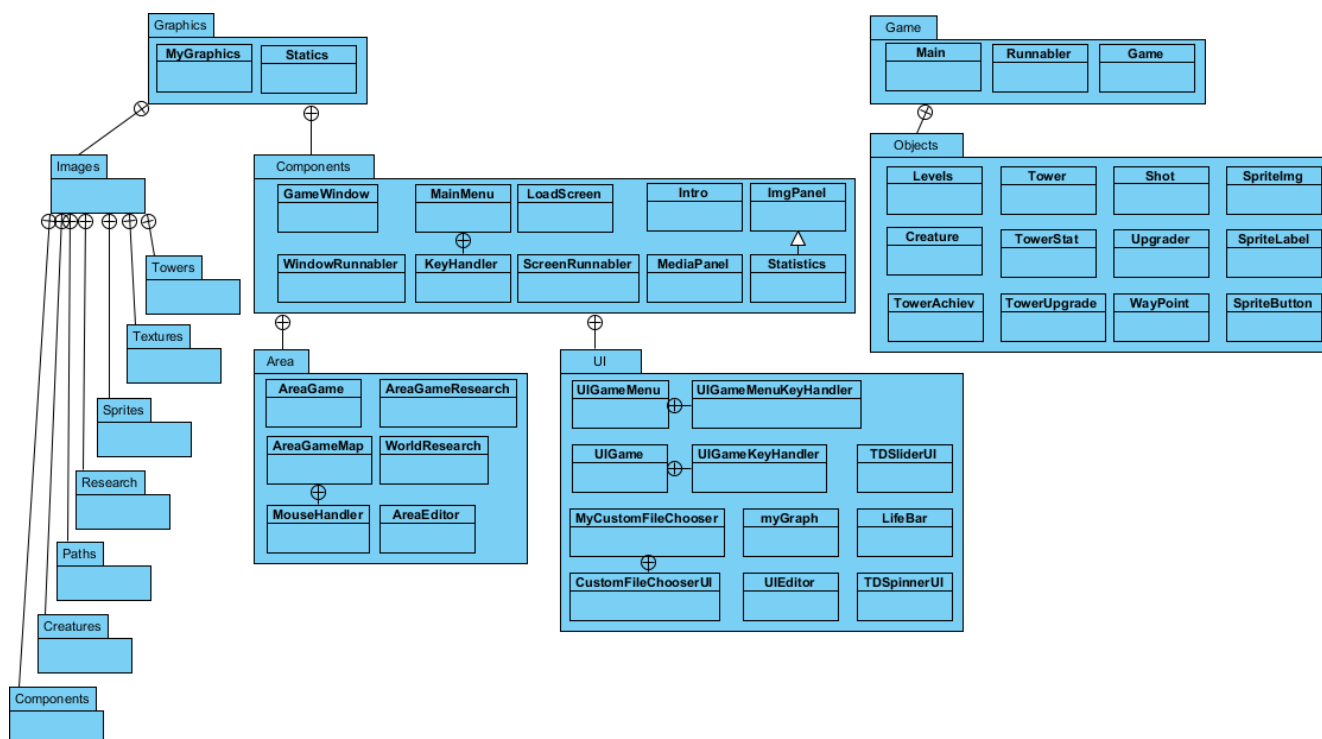 Graphics
MyGraphics
Statics
Game
Main
Runnabler
Game
Images
Components
GameWindow
MainMenu
LoadScreen
Intro
ImgPanel
WindowRunnabler
KeyHandler
ScreenRunnabler
MediaPanel
Statistics
Objects
Levels
Tower
Shot
SpriteImg
Creature
TowerStat
Upgrader
SpriteLabel
TowerAchiev
TowerUpgrade
WayPoint
SpriteButton
Towers
Textures
Sprites
Research
Paths
Creatures
Components
Area
AreaGame
AreaGameResearch
AreaGameMap
WorldResearch
MouseHandler
AreaEditor
UI
UIGameMenu
UIGameMenuKeyHandler
UIGame
UIGameKeyHandler
TDSliderUI
MyCustomFileChooser
myGraph
LifeBar
CustomFileChooserUI
UIEditor
TDSpinnerUI